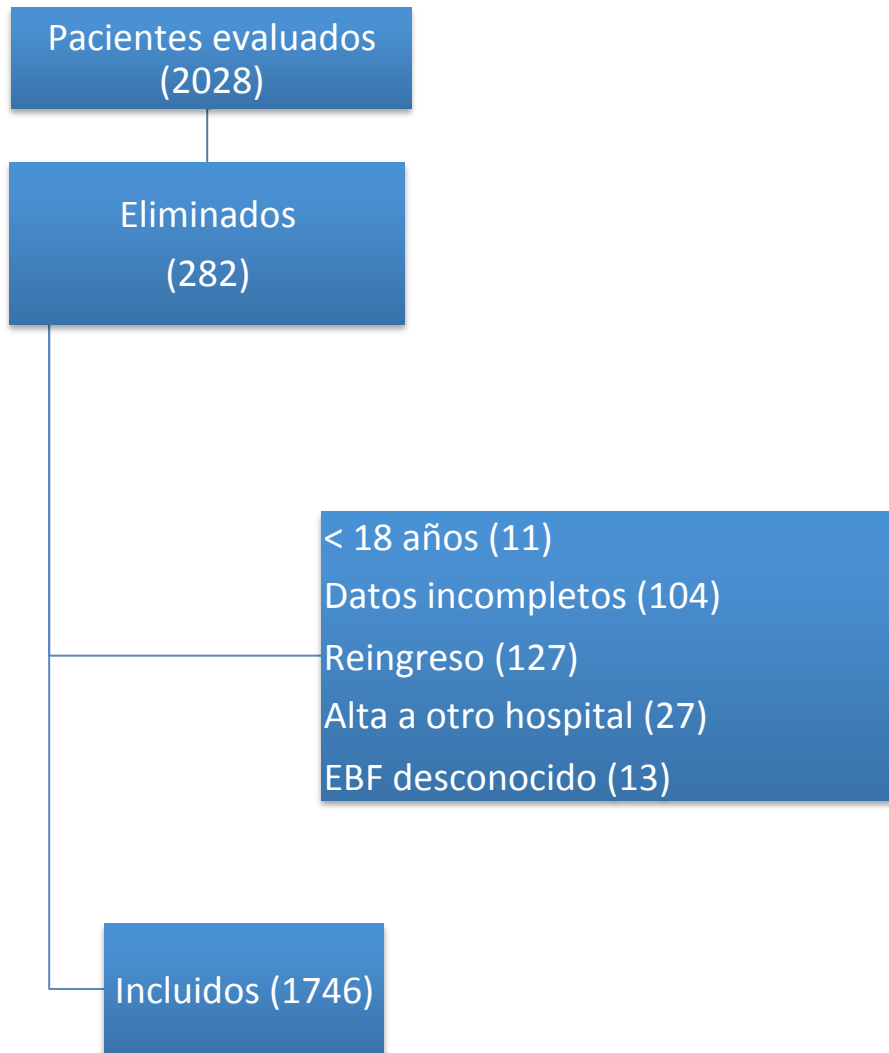 Pacientes evaluados
(2028)
Eliminados
(282)
< 18 años (11)
Datos incompletos (104)
Reingreso (127)
Alta a otro hospital (27)
EBF desconocido (13)
Incluidos (1746)